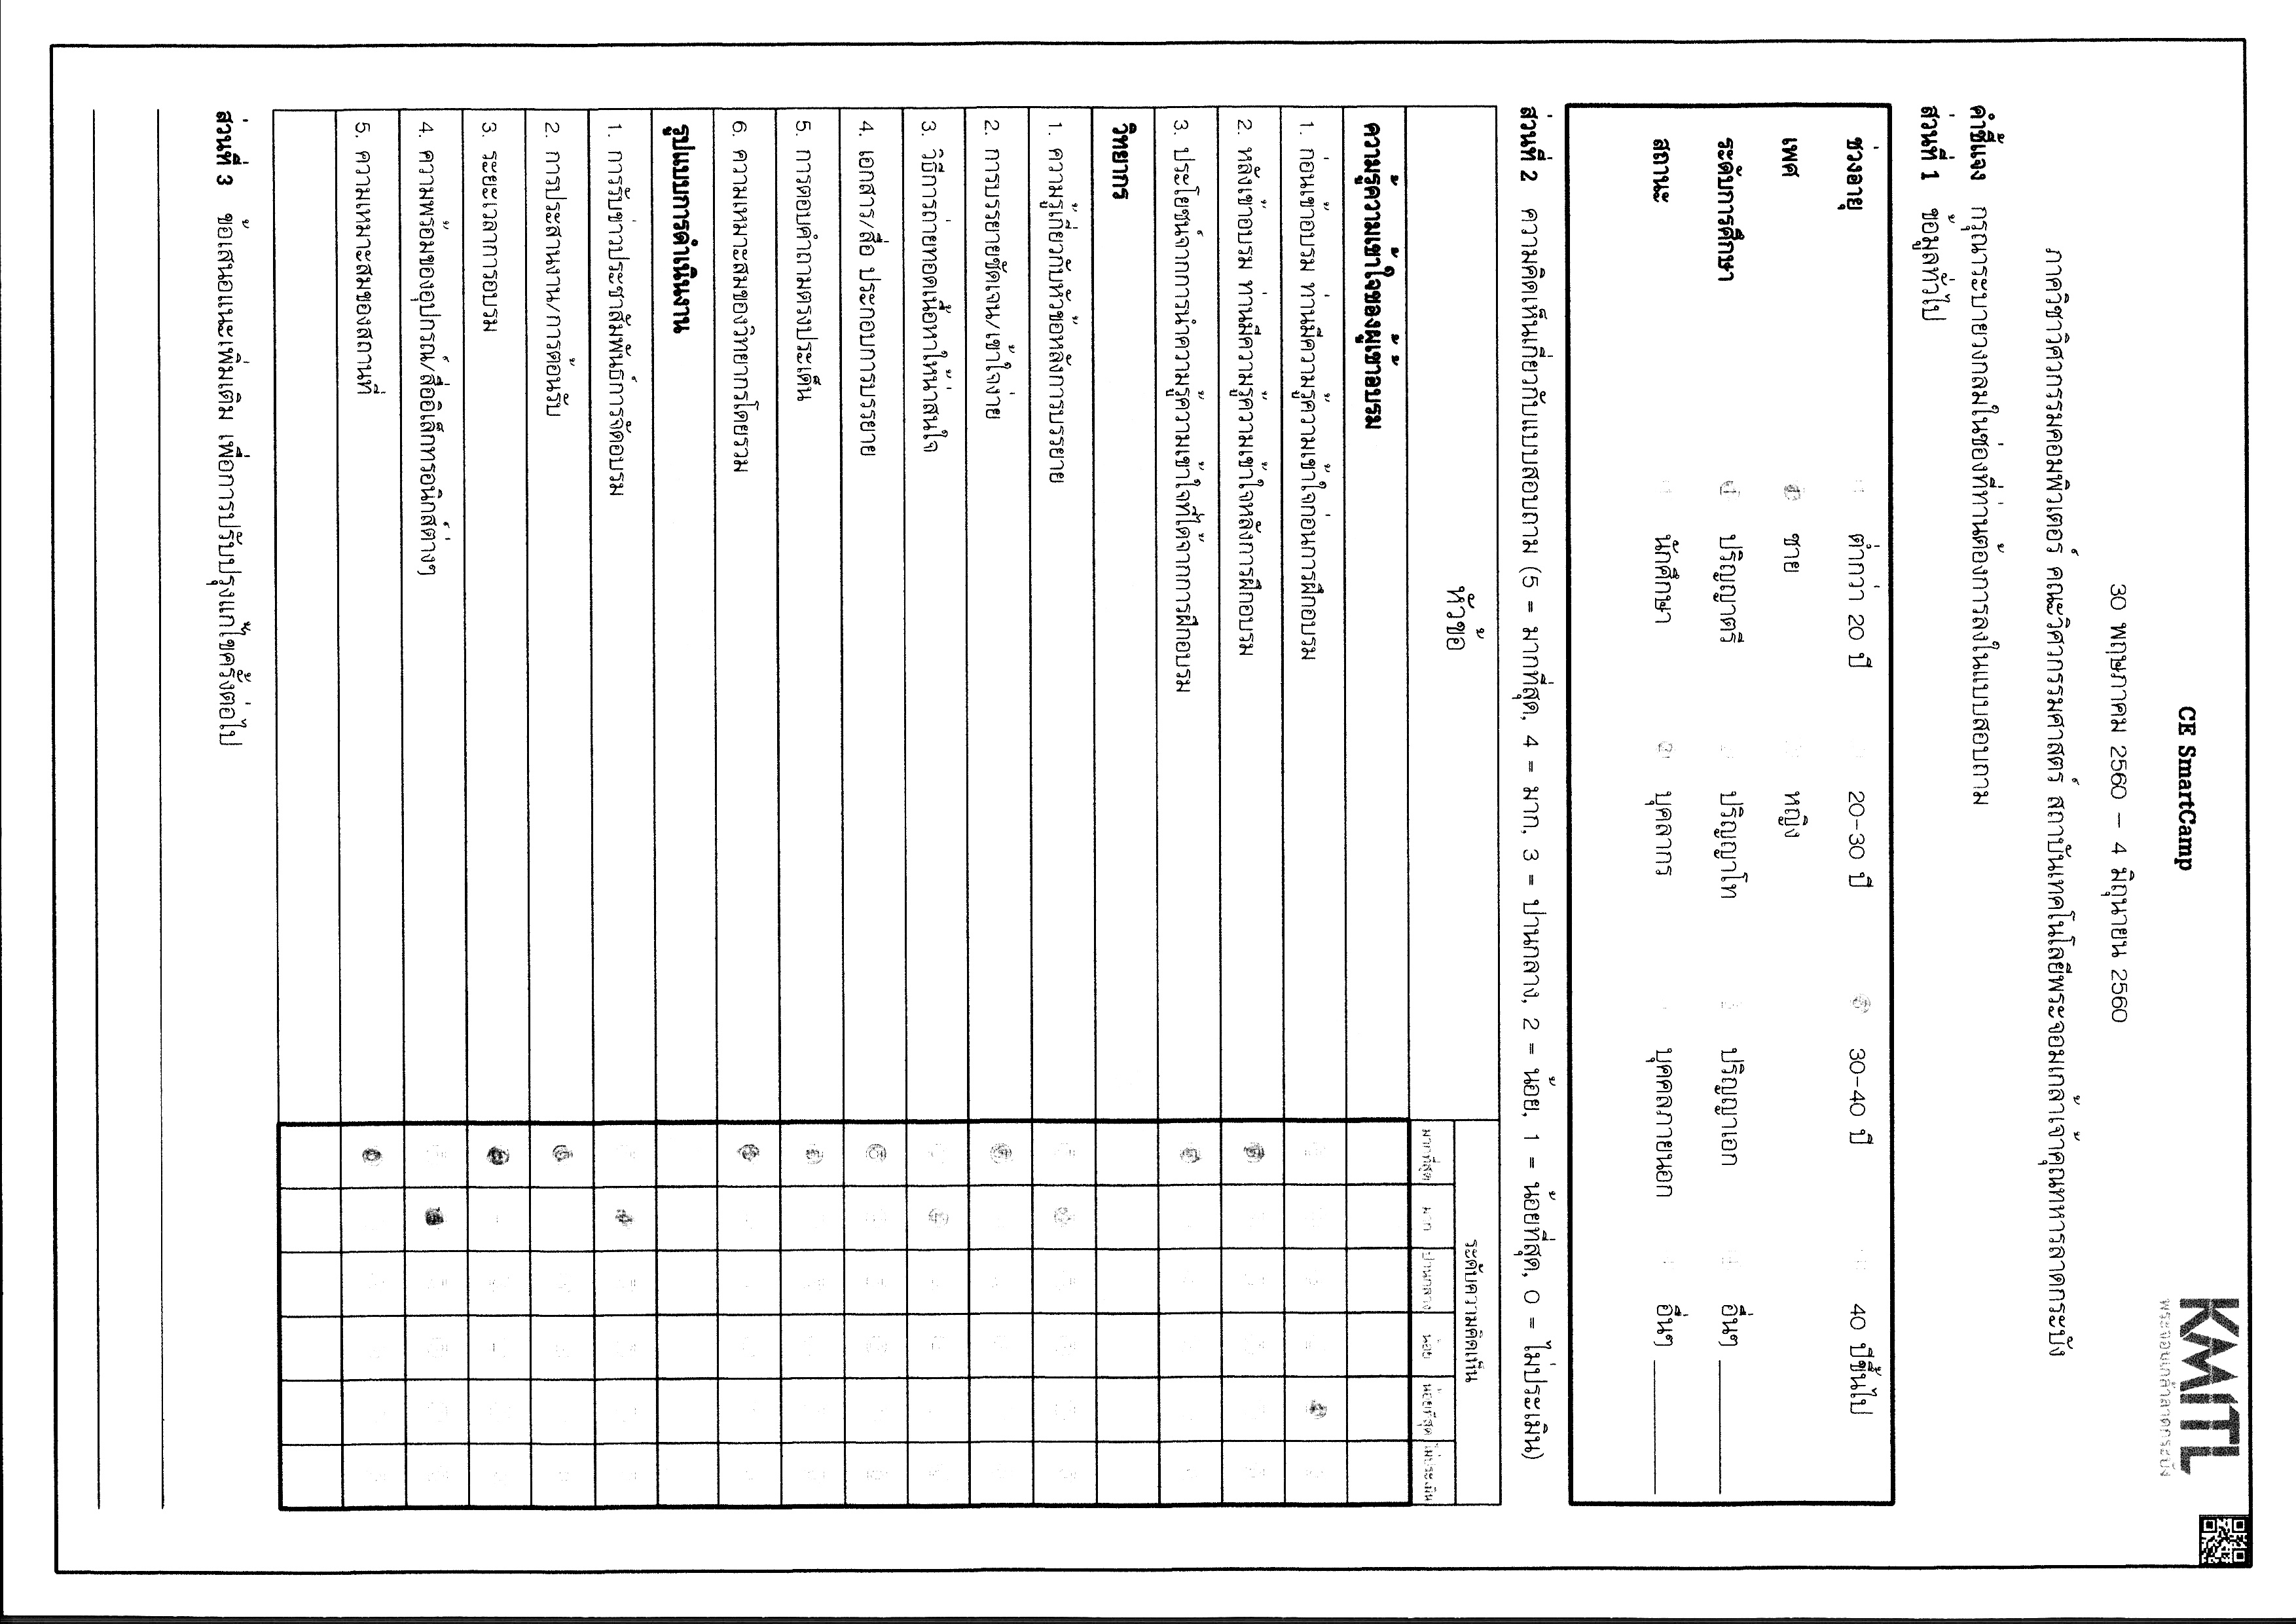 CE SmartCamp
30 พฤษภาคม 2560 – 4 มิถุนายน 2560
ภาควิชาวิศวกรรมคอมพิวเตอร์ คณะวิศวกรรมศาสตร์ สถาบันเทคโนโลยีพระจอมเกล้าเจ้าคุณทหารลาดกระบัง
KMITL
พระจอมเกล้าลาดกระบัง
คำชี้แจง กรุณาระบายวงกลมในช่องที่ท่านต้องการลงในแบบสอบถาม
ส่วนที่ 1 ข้อมูลทั่วไป
ช่วงอายุ ต่ำกว่า 20 ปี 20-30 ปี 30-40 ปี 40 ปีขึ้นไป
เพศ ชาย หญิง
ระดับการศึกษา ปริญญาตรี ปริญญาโท ปริญญาเอก อื่นๆ
สถานะ นักศึกษา บุคลากร บุคคลภายนอก อื่นๆ
ส่วนที่ 2 ความคิดเห็นเกี่ยวกับแบบสอบถาม (5 = มากที่สุด, 4 = มาก, 3 = ปานกลาง, 2 = น้อย, 1 = น้อยที่สุด, 0 = ไม่ประเมิน)
หัวข้อ ระดับความคิดเห็น
มากที่สุด มาก ปานกลาง น้อย น้อยที่สุด ไม่ประเมิน
ความรู้ความเข้าใจของผู้เข้าอบรม
1. ก่อนเข้าอบรม ท่านมีความรู้ความเข้าใจก่อนการฝึกอบรม
2. หลังเข้าอบรม ท่านมีความรู้ความเข้าใจหลังการฝึกอบรม
3. ประโยชน์จากการนำความรู้ความเข้าใจที่ได้จากการฝึกอบรม
วิทยากร
1. ความรู้เกี่ยวกับหัวข้อหลังการบรรยาย
2. การบรรยายชัดเจน/เข้าใจง่าย
3. วิธีการถ่ายทอดเนื้อหาให้น่าสนใจ
4. เอกสาร/สื่อ ประกอบการบรรยาย
5. การตอบคำถามตรงประเด็น
6. ความเหมาะสมของวิทยากรโดยรวม
รูปแบบการดำเนินงาน
1. การรับข่าวประชาสัมพันธ์การจัดอบรม
2. การประสานงาน/การต้อนรับ
3. ระยะเวลาการอบรม
4. ความพร้อมของอุปกรณ์/สื่ออิเล็กทรอนิกส์ต่างๆ
5. ความเหมาะสมของสถานที่
ส่วนที่ 3 ข้อเสนอแนะเพิ่มเติม เพื่อการปรับปรุงแก้ไขครั้งต่อไป